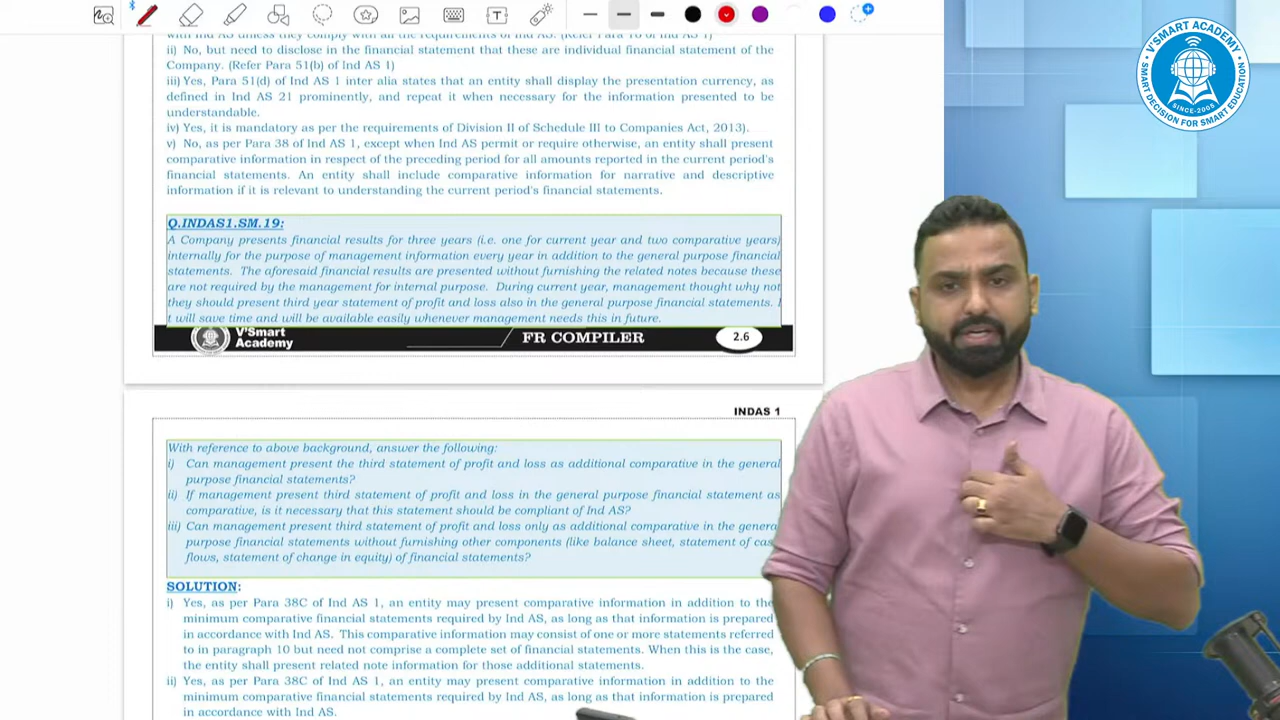 with Ind AS unless they comply with all the requirements of Ind AS. (Refer Para 16 of Ind AS 1)
ii) No, but need to disclose in the financial statement that these are individual financial statement of the
Company. (Refer Para 51(b) of Ind AS 1)
iii) Yes, Para 51(d) of Ind AS 1 inter alia states that an entity shall display the presentation currency, as
defined in Ind AS 21 prominently, and repeat it when necessary for the information presented to be
understandable.
iv) Yes, it is mandatory as per the requirements of Division II of Schedule III to Companies Act, 2013).
v) No, as per Para 38 of Ind AS 1, except when Ind AS permit or require otherwise, an entity shall present
comparative information in respect of the preceding period for all amounts reported in the current period's
financial statements. An entity shall include comparative information for narrative and descriptive
information if it is relevant to understanding the current period's financial statements.
Q.INDAS1.SM.19:
A Company presents financial results for three years (i.e. one for current year and two comparative years)
internally for the purpose of management information every year in addition to the general purpose financial
statements. The aforesaid financial results are presented without furnishing the related notes because these
are not required by the management for internal purpose. During current year, management thought why not
they should present third year statement of profit and loss also in the general purpose financial statements. I
t will save time and will be available easily whenever management needs this in future.
V'Smart
Academy
FR COMPILER
2.6
INDAS 1
With reference to above background, answer the following:
i) Can management present the third statement of profit and loss as additional comparative in the general
purpose financial statements?
ii) If management present third statement of profit and loss in the general purpose financial statement as
comparative, is it necessary that this statement should be compliant of Ind AS?
iii) Can management present third statement of profit and loss only as additional comparative in the general
purpose financial statements without furnishing other components (like balance sheet, statement of cas
flows, statement of change in equity) of financial statements?
SOLUTION:
i) Yes, as per Para 38C of Ind AS 1, an entity may present comparative information in addition to the
minimum comparative financial statements required by Ind AS, as long as that information is prepared
in accordance with Ind AS. This comparative information may consist of one or more statements referred
to in paragraph 10 but need not comprise a complete set of financial statements. When this is the case,
the entity shall present related note information for those additional statements.
ii) Yes, as per Para 38C of Ind AS 1, an entity may present comparative information in addition to the
minimum comparative financial statements required by Ind AS, as long as that information is prepared
in accordance with Ind AS.
V'SMART ACADEMY
SINCE-2005
SMART DECISION FOR SMART EDUCATION